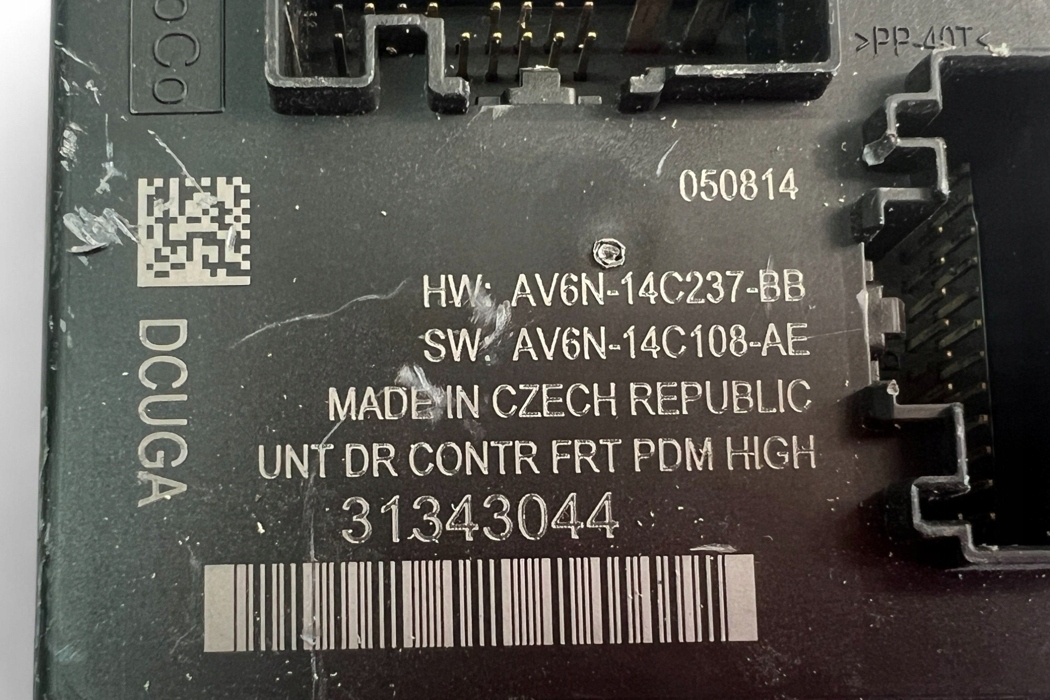 >PP-40T<
050814
HW: AV6N-14C237-BB
SW: AV6N-14C108-AE
MADE IN CZECH REPUBLIC
UNT DR CONTR FRT PDM HIGH
31343044
DCUGA